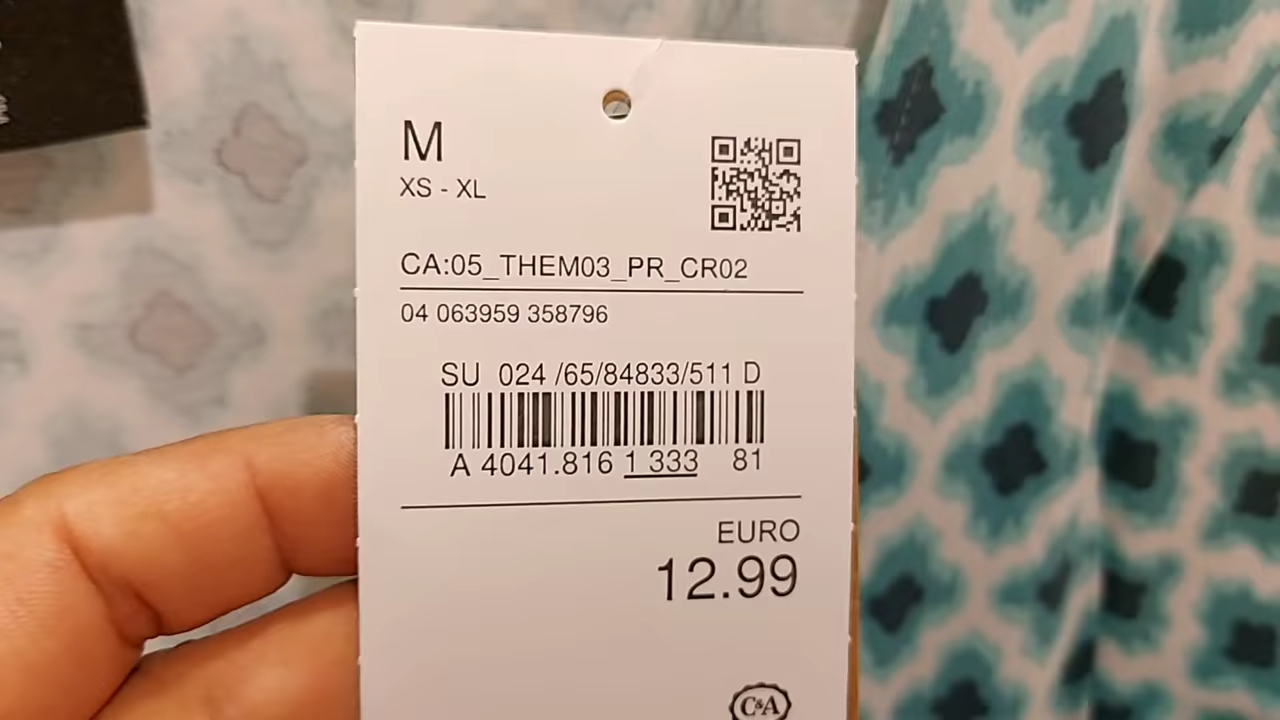 M
XS - XL
CA:05_THEM03_PR_CR02
04 063959 358796
SU 024 /65/84833/511 D
A 4041.816 1 333 81
EURO
12.99
C&A